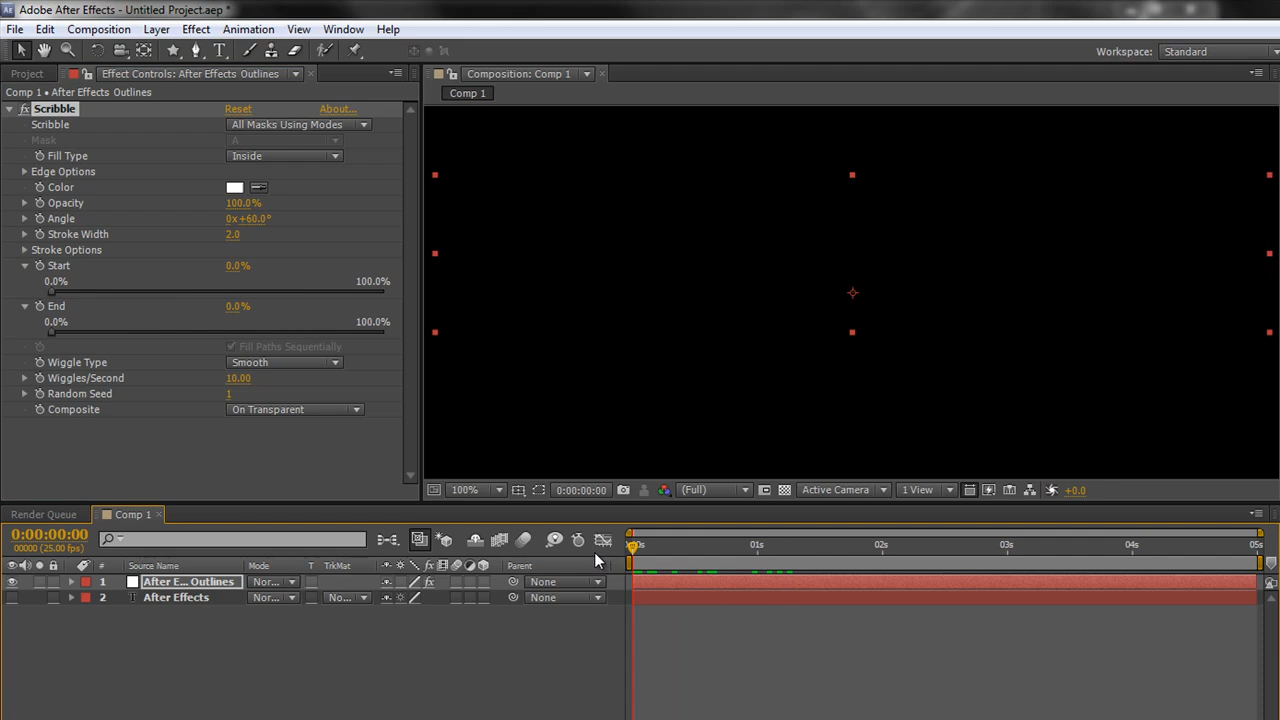 Adobe After Effects - Untitled Project.aep *
File Edit Composition Layer Effect Animation View Window Help
Workspace: Standard
Project Effect Controls: After Effects Outlines
Composition: Comp 1
Comp 1 • After Effects Outlines
Comp 1
fx Scribble Reset About...
Scribble All Masks Using Modes
Mask A
Fill Type Inside
Edge Options
Color
Opacity 100.0%
Angle 0x+60.0°
Stroke Width 2.0
Stroke Options
Start 0.0%
0.0% 100.0%
End 0.0%
0.0% 100.0%
Fill Paths Sequentially
Wiggle Type Smooth
Wiggles/Second 10.00
Random Seed 1
Composite On Transparent
100% 0:00:00:00 (Full) Active Camera 1 View +0.0
Render Queue Comp 1
0:00:00:00
00000 (25.00 fps)
01s 02s 03s 04s 05s
# Source Name Mode T TrkMat Parent
1 After E... Outlines Nor... None
2 T After Effects Nor... No... None